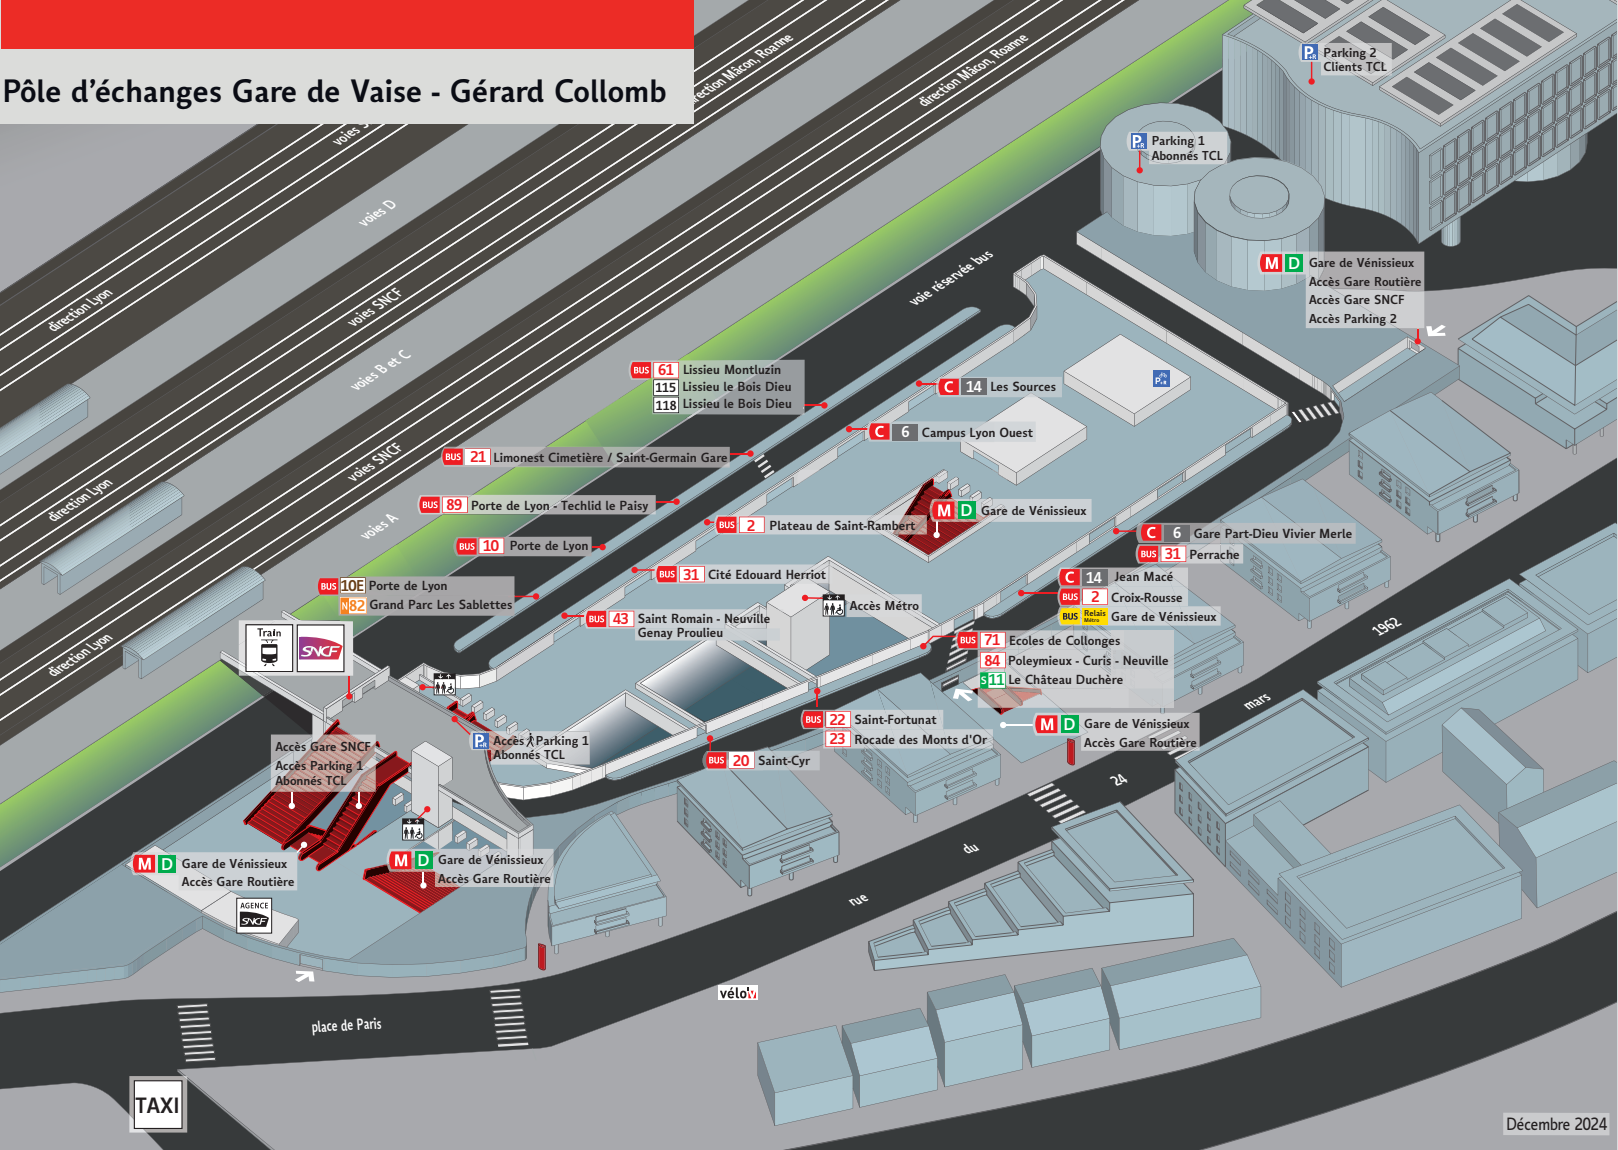 Pôle d'échanges Gare de Vaise - Gérard Collomb
direction Mâcon, Roanne
direction Mâcon, Roanne
voies D
direction Lyon
voies SNCF
voies B et C
direction Lyon
voies SNCF
voies A
direction Lyon
voie réservée bus
P+R Parking 2
Clients TCL
P+R Parking 1
Abonnés TCL
M D Gare de Vénissieux
Accès Gare Routière
Accès Gare SNCF
Accès Parking 2
P+R
BUS 61 Lissieu Montluzin
115 Lissieu le Bois Dieu
118 Lissieu le Bois Dieu
C 14 Les Sources
C 6 Campus Lyon Ouest
BUS 21 Limonest Cimetière / Saint-Germain Gare
BUS 89 Porte de Lyon - Techlid le Paisy
M D Gare de Vénissieux
BUS 2 Plateau de Saint-Rambert
BUS 10 Porte de Lyon
C 6 Gare Part-Dieu Vivier Merle
BUS 31 Perrache
BUS 31 Cité Edouard Herriot
C 14 Jean Macé
BUS 2 Croix-Rousse
BUS Relais Métro Gare de Vénissieux
BUS 10E Porte de Lyon
N82 Grand Parc Les Sablettes
Accès Métro
BUS 43 Saint Romain - Neuville
Genay Proulieu
BUS 71 Ecoles de Collonges
84 Poleymieux - Curis - Neuville
S11 Le Château Duchère
Train
SNCF
BUS 22 Saint-Fortunat
23 Rocade des Monts d'Or
M D Gare de Vénissieux
Accès Gare Routière
BUS 20 Saint-Cyr
P+R Accès Parking 1
Abonnés TCL
Accès Gare SNCF
Accès Parking 1
Abonnés TCL
M D Gare de Vénissieux
Accès Gare Routière
M D Gare de Vénissieux
Accès Gare Routière
AGENCE
SNCF
rue
du
24
mars
1962
vélo'v
place de Paris
TAXI
Décembre 2024